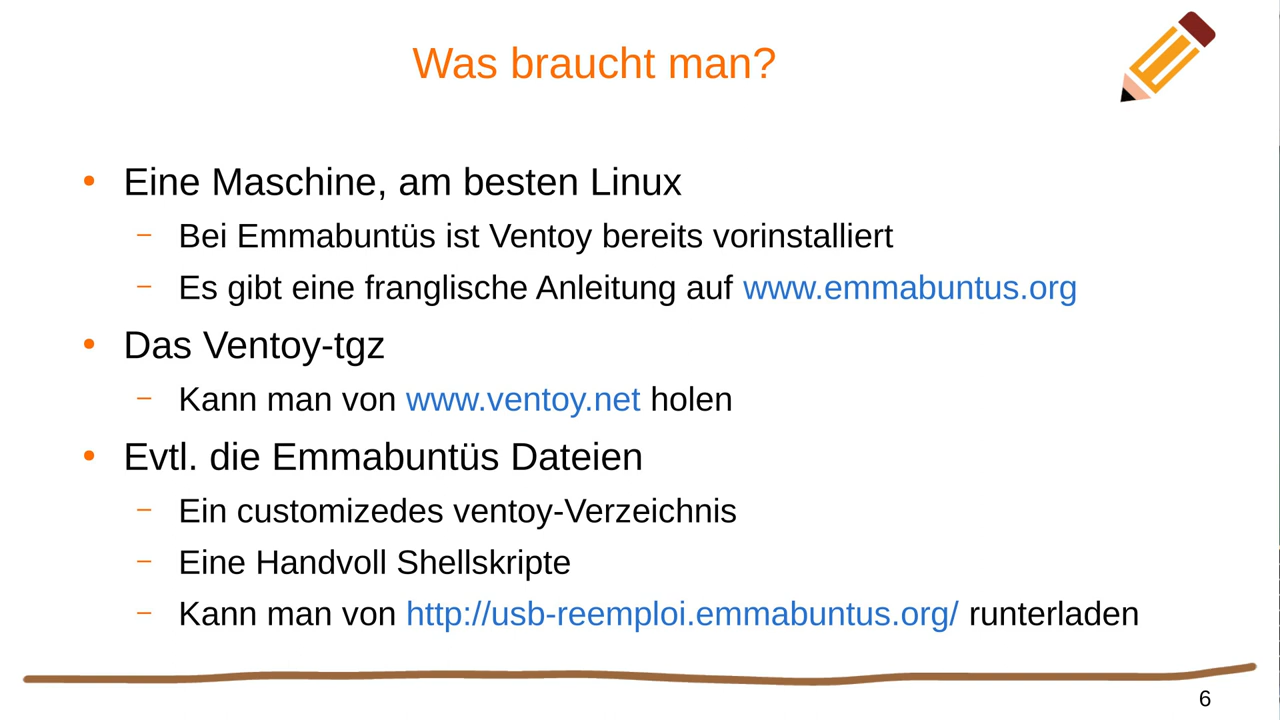 Was braucht man?
• Eine Maschine, am besten Linux
– Bei Emmabuntüs ist Ventoy bereits vorinstalliert
– Es gibt eine franglische Anleitung auf www.emmabuntus.org
• Das Ventoy-tgz
– Kann man von www.ventoy.net holen
• Evtl. die Emmabuntüs Dateien
– Ein customizedes ventoy-Verzeichnis
– Eine Handvoll Shellskripte
– Kann man von http://usb-reemploi.emmabuntus.org/ runterladen
6